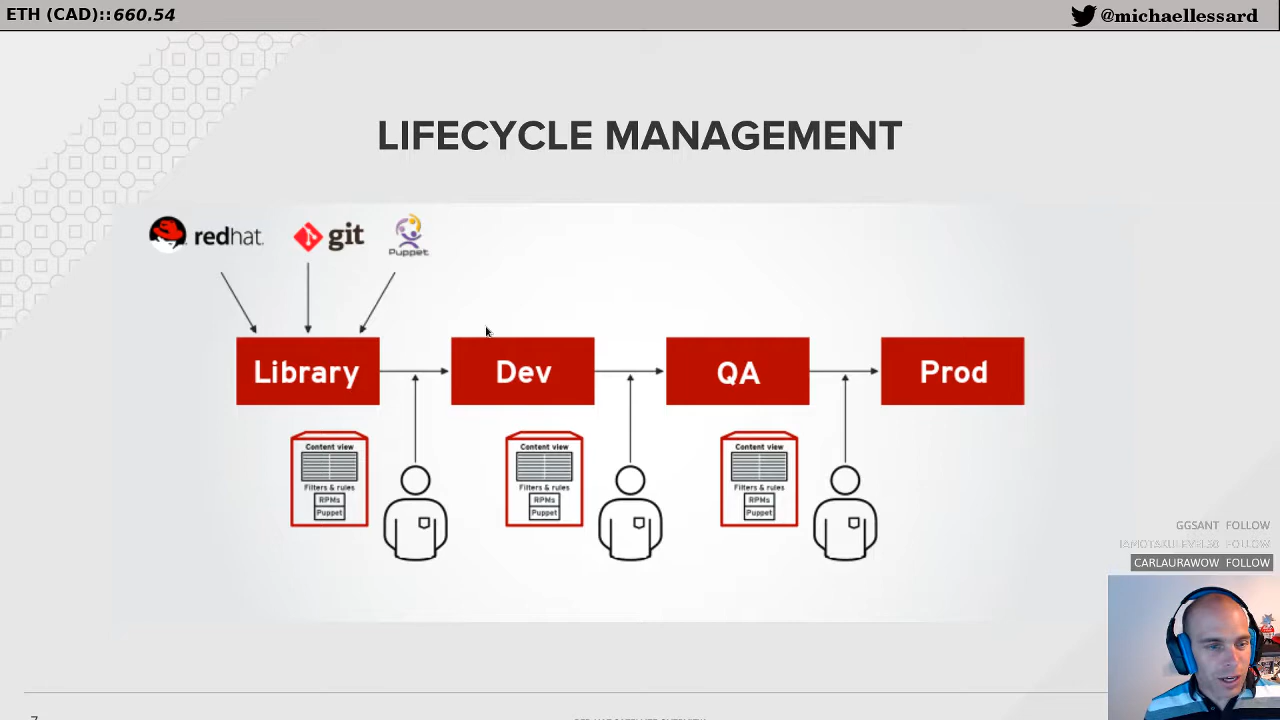 ETH (CAD)::660.54
@michaellessard
LIFECYCLE MANAGEMENT
redhat.
git
Puppet
Library
Dev
QA
Prod
Content view
Filters & rules
RPMs
Puppet
Content view
Filters & rules
RPMs
Puppet
Content view
Filters & rules
RPMs
Puppet
GGSANT FOLLOW
FOLLOW
CARLAURAWOW FOLLOW